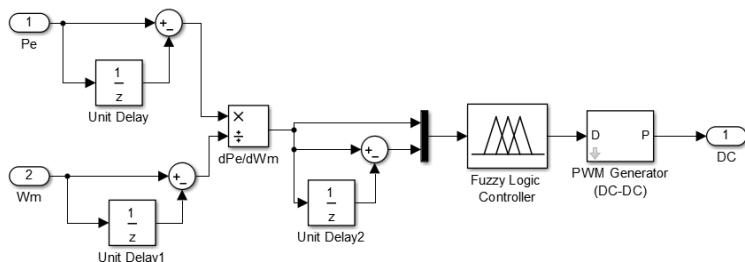 1
Pe
+
−
1
z
Unit Delay
2
Wm
+
−
1
z
Unit Delay1
×
÷
dPe/dWm
+
−
1
z
Unit Delay2
Fuzzy Logic
Controller
D
P
PWM Generator
(DC-DC)
1
DC